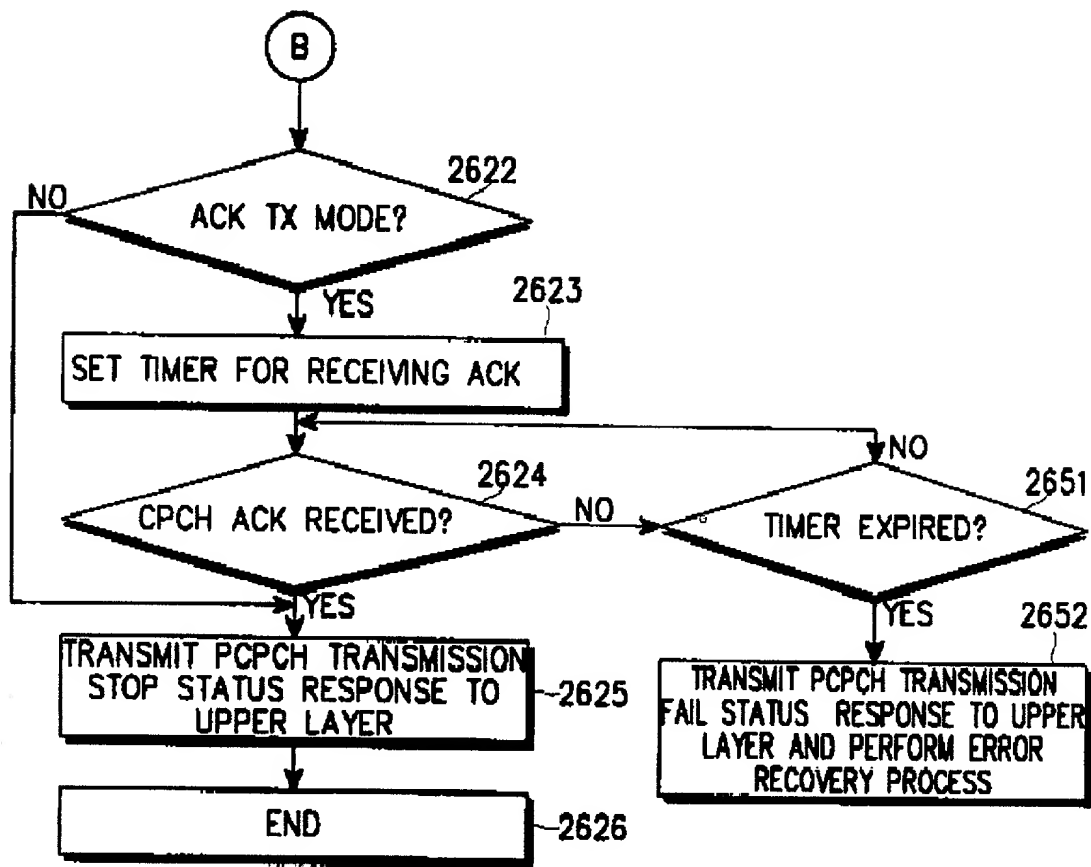 B
2622
NO
ACK TX MODE?
YES
2623
SET TIMER FOR RECEIVING ACK
NO
2624
2651
CPCH ACK RECEIVED?
NO
TIMER EXPIRED?
YES
YES
2652
TRANSMIT PCPCH TRANSMISSION
STOP STATUS RESPONSE TO
UPPER LAYER
2625
TRANSMIT PCPCH TRANSMISSION
FAIL STATUS RESPONSE TO UPPER
LAYER AND PERFORM ERROR
RECOVERY PROCESS
END
2626